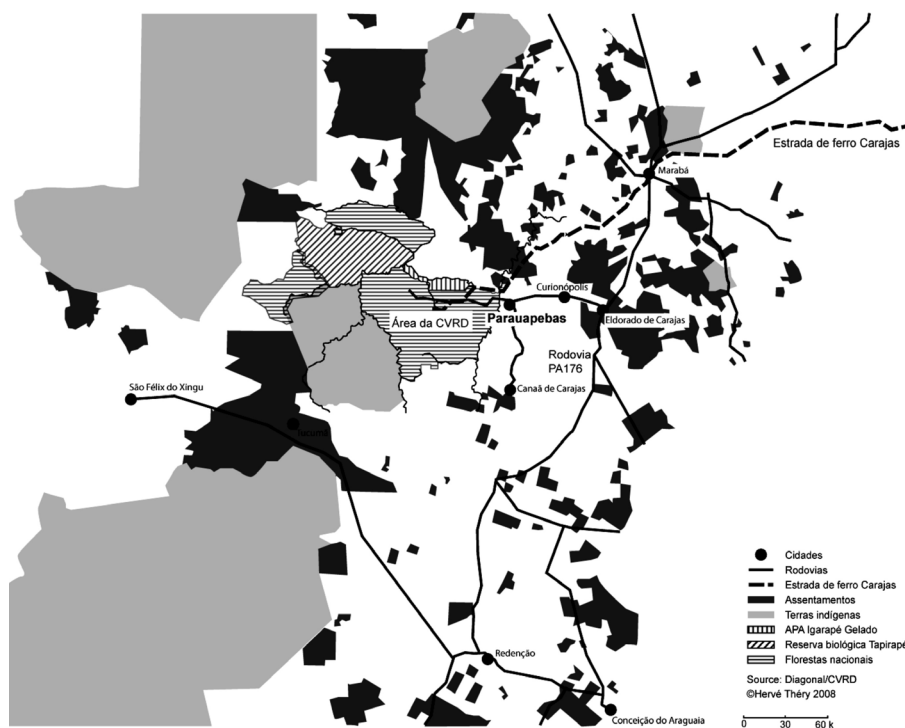 Estrada de ferro Carajas
Marabá
Curionópolis
Parauapebas
Eldorado de Carajas
Área da CVRD
Rodovia
PA176
Canaã de Carajas
São Félix do Xingu
Tucumã
Redenção
Conceição do Araguaia
Cidades
Rodovias
Estrada de ferro Carajas
Assentamentos
Terras indígenas
APA Igarapé Gelado
Reserva biológica Tapirapé
Florestas nacionais
Source: Diagonal/CVRD
©Hervé Théry 2008
0 30 60 k